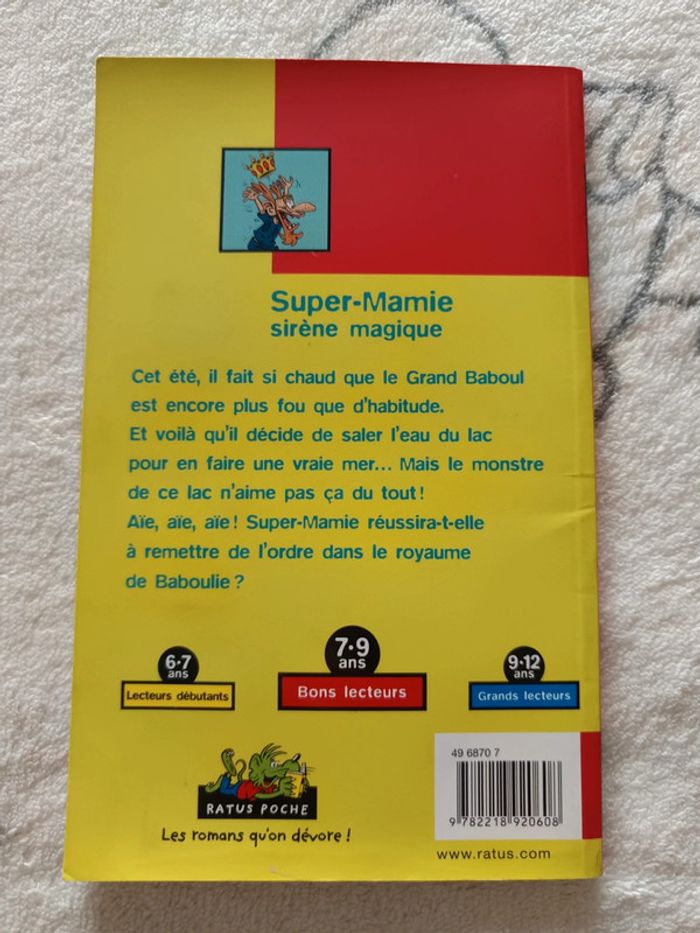 Super-Mamie
sirène magique
Cet été, il fait si chaud que le Grand Baboul
est encore plus fou que d'habitude.
Et voilà qu'il décide de saler l'eau du lac
pour en faire une vraie mer... Mais le monstre
de ce lac n'aime pas ça du tout !
Aïe, aïe, aïe ! Super-Mamie réussira-t-elle
à remettre de l'ordre dans le royaume
de Baboulie ?
6•7
ans
Lecteurs débutants
7•9
ans
Bons lecteurs
9•12
ans
Grands lecteurs
RATUS POCHE
Les romans qu'on dévore !
49 6870 7
9 782218 920608
www.ratus.com